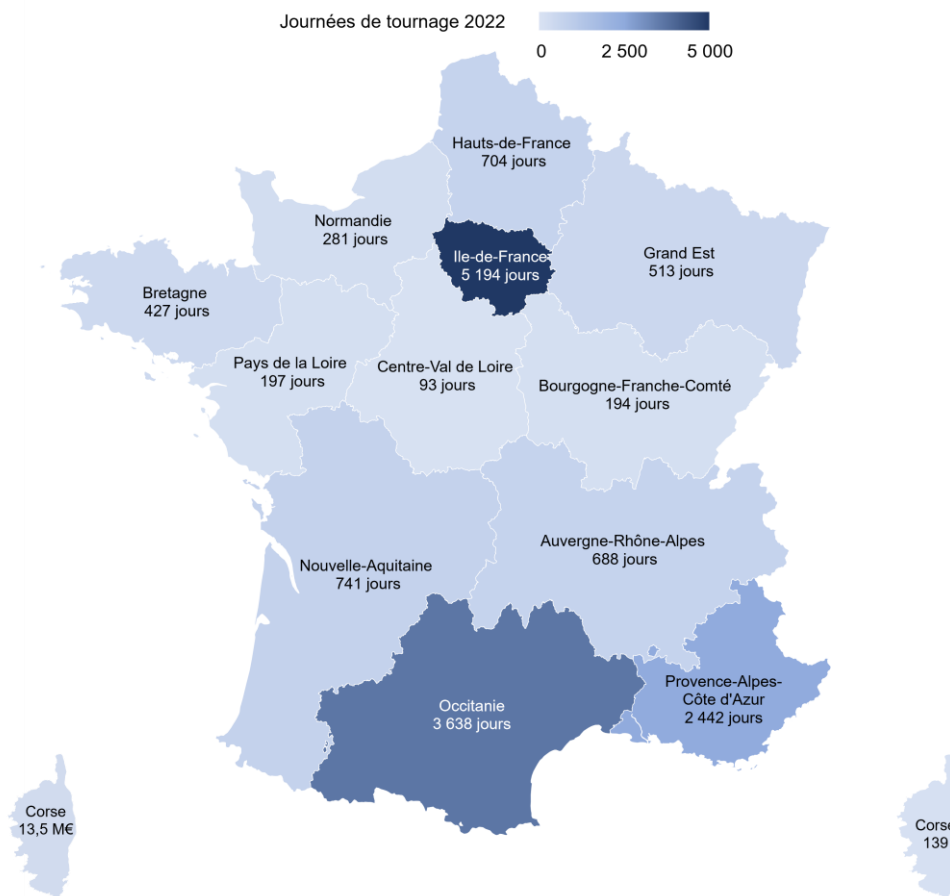 Journées de tournage 2022
0 2 500 5 000
Hauts-de-France
704 jours
Normandie
281 jours
Ile-de-France
5 194 jours
Grand Est
513 jours
Bretagne
427 jours
Pays de la Loire
197 jours
Centre-Val de Loire
93 jours
Bourgogne-Franche-Comté
194 jours
Auvergne-Rhône-Alpes
688 jours
Nouvelle-Aquitaine
741 jours
Provence-Alpes-
Côte d'Azur
2 442 jours
Occitanie
3 638 jours
Corse
13,5 M€
Corse
139